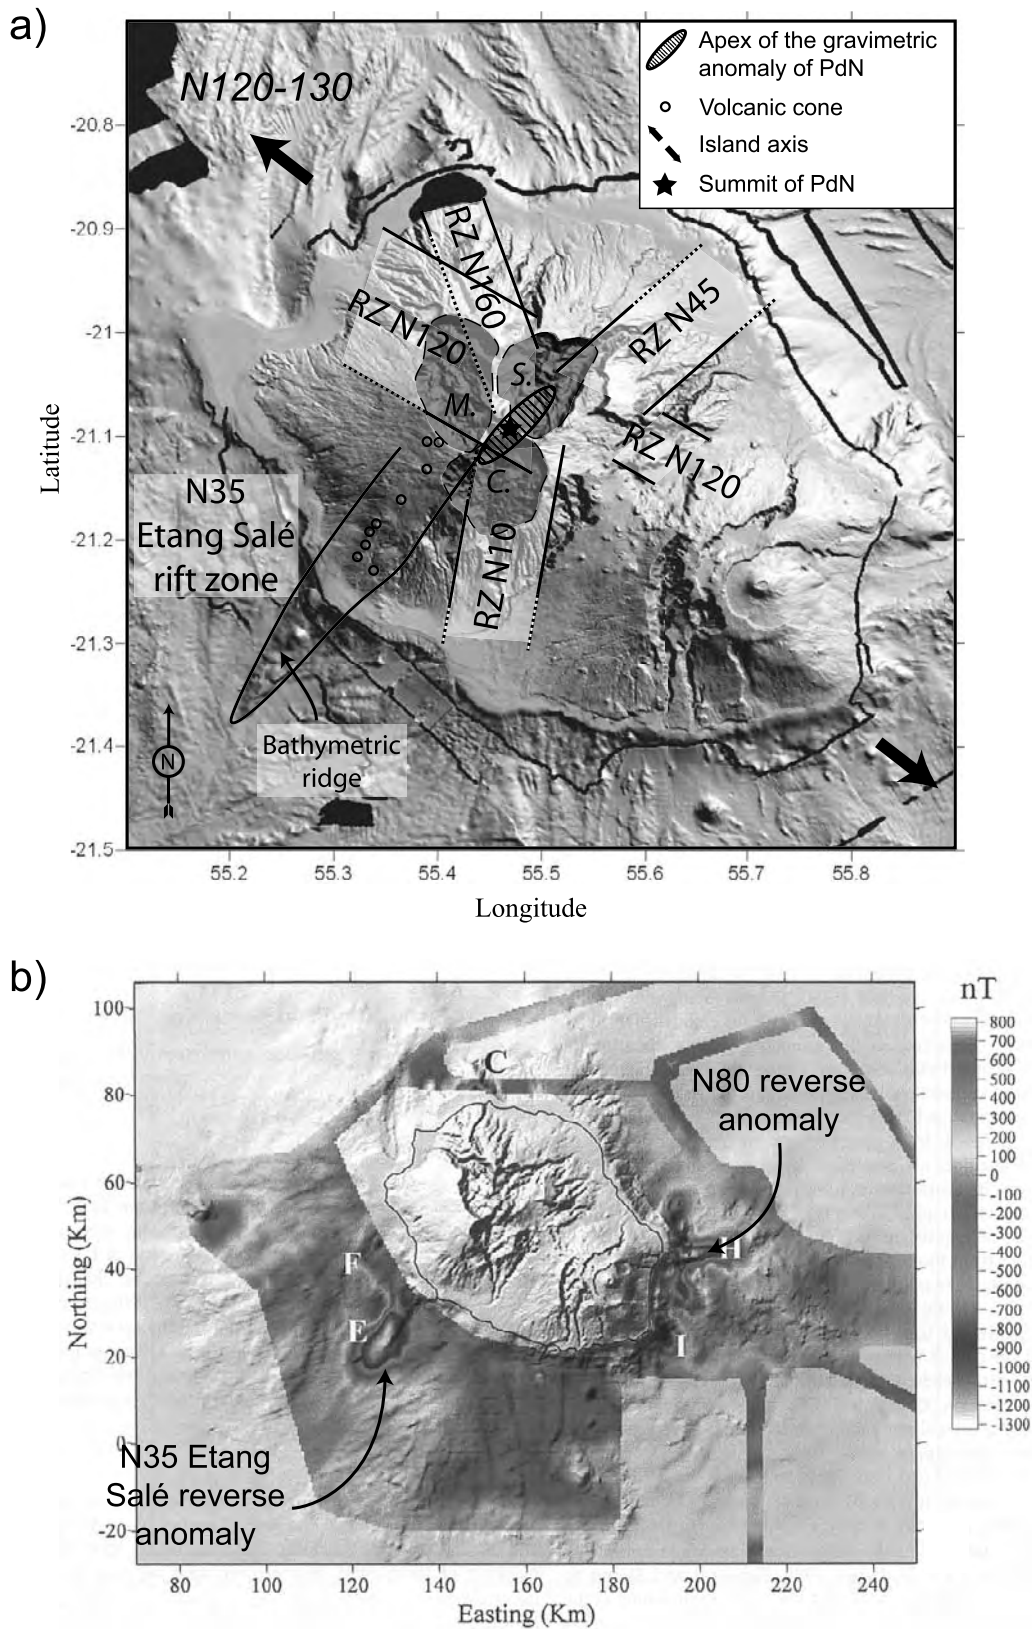 a)
Apex of the gravimetric
anomaly of PdN
Volcanic cone
Island axis
Summit of PdN
N120-130
-20.8
-20.9
-21
-21.1
-21.2
-21.3
-21.4
-21.5
Latitude
RZ N160
RZ N120
RZ N45
S.
M.
C.
RZ N120
RZ N10
N35
Etang Salé
rift zone
Bathymetric
ridge
N
55.2 55.3 55.4 55.5 55.6 55.7 55.8
Longitude
b)
nT
800
700
600
500
400
300
200
100
0
-100
-200
-300
-400
-500
-600
-700
-800
-900
-1000
-1100
-1200
-1300
100
80
60
40
20
0
-20
Northing (Km)
C
N80 reverse
anomaly
H
F
E
I
N35 Etang
Salé reverse
anomaly
80 100 120 140 160 180 200 220 240
Easting (Km)